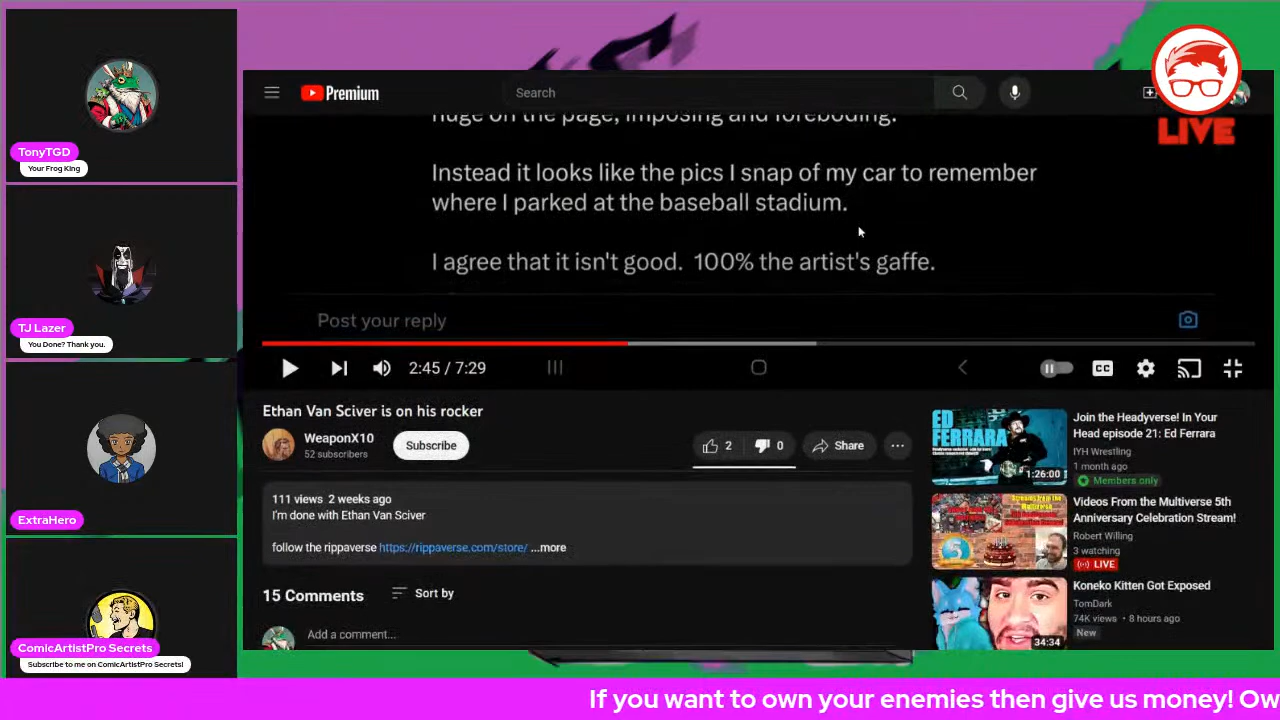 TonyTGD
Your Frog King
TJ Lazer
You Done? Thank you.
ExtraHero
ComicArtistPro Secrets
Subscribe to me on ComicArtistPro Secrets!
Premium
Search
LIVE
huge on the page, imposing and foreboding.
Instead it looks like the pics I snap of my car to remember
where I parked at the baseball stadium.
I agree that it isn't good. 100% the artist's gaffe.
Post your reply
2:45 / 7:29
CC
Ethan Van Sciver is on his rocker
WeaponX10
52 subscribers
Subscribe
2
0
Share
111 views 2 weeks ago
I'm done with Ethan Van Sciver
follow the rippaverse https://rippaverse.com/store/ ...more
15 Comments
Sort by
Add a comment...
ED
FERRARA
1:26:00
Join the Headyverse! In Your
Head episode 21: Ed Ferrara
IYH Wrestling
1 month ago
Members only
Videos From the Multiverse 5th
Anniversary Celebration Stream!
Robert Willing
3 watching
LIVE
Koneko Kitten Got Exposed
TomDark
74K views • 8 hours ago
New
34:34
If you want to own your enemies then give us money! Ow